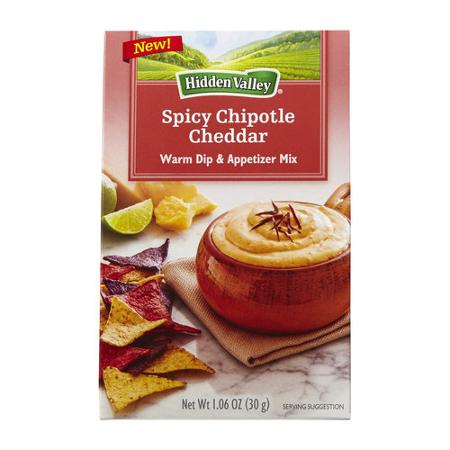 New!
Hidden Valley®
Spicy Chipotle
Cheddar
Warm Dip & Appetizer Mix
Net Wt 1.06 OZ (30 g)
SERVING SUGGESTION